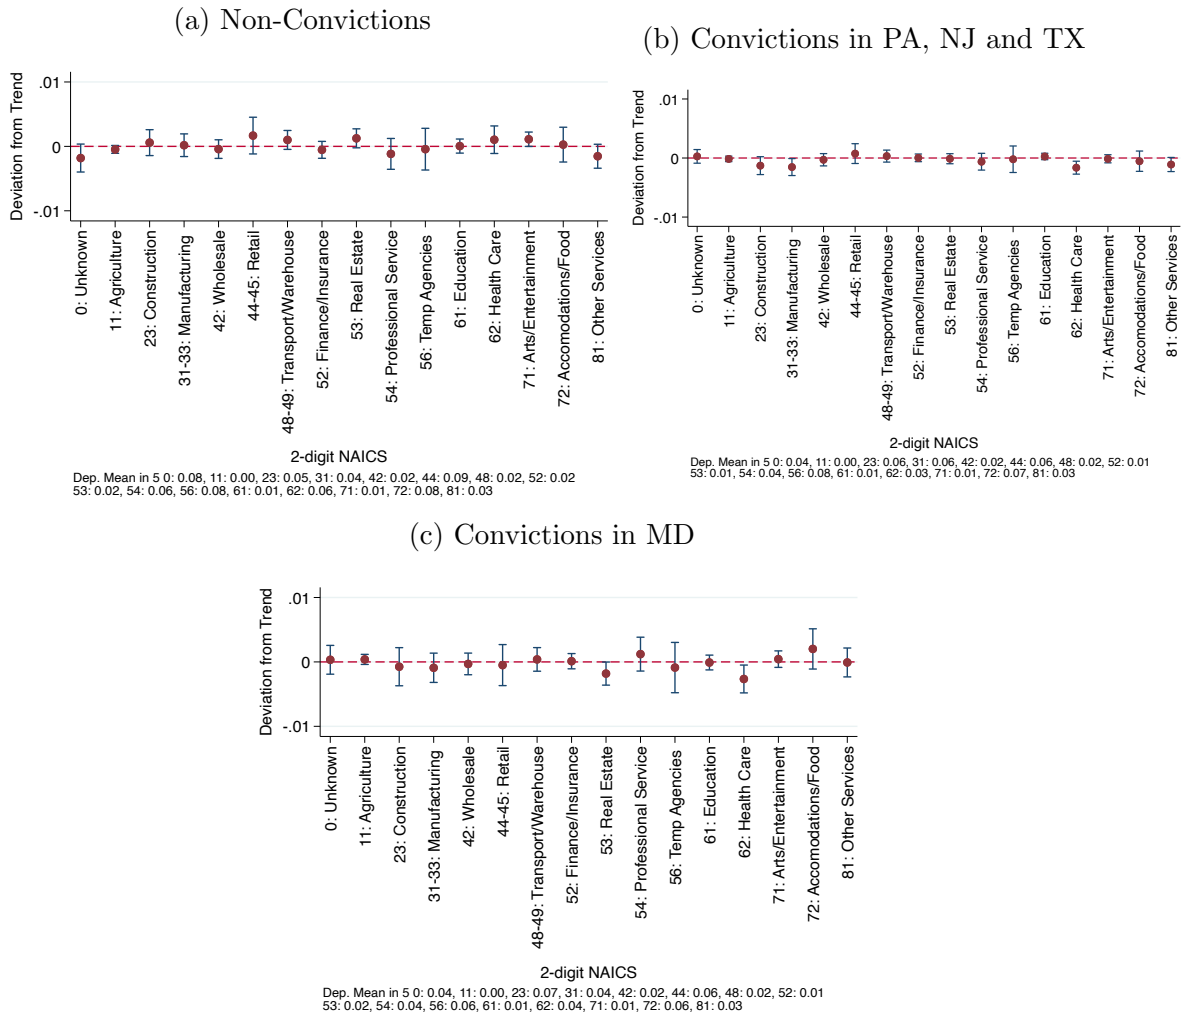 (a) Non-Convictions
Deviation from Trend
.01
0
-.01
0: Unknown
11: Agriculture
23: Construction
31-33: Manufacturing
42: Wholesale
44-45: Retail
48-49: Transport/Warehouse
52: Finance/Insurance
53: Real Estate
54: Professional Service
56: Temp Agencies
61: Education
62: Health Care
71: Arts/Entertainment
72: Accomodations/Food
81: Other Services
2-digit NAICS
Dep. Mean in 5 0: 0.08, 11: 0.00, 23: 0.05, 31: 0.04, 42: 0.02, 44: 0.09, 48: 0.02, 52: 0.02
53: 0.02, 54: 0.06, 56: 0.08, 61: 0.01, 62: 0.06, 71: 0.01, 72: 0.08, 81: 0.03
(b) Convictions in PA, NJ and TX
Deviation from Trend
.01
0
-.01
0: Unknown
11: Agriculture
23: Construction
31-33: Manufacturing
42: Wholesale
44-45: Retail
48-49: Transport/Warehouse
52: Finance/Insurance
53: Real Estate
54: Professional Service
56: Temp Agencies
61: Education
62: Health Care
71: Arts/Entertainment
72: Accomodations/Food
81: Other Services
2-digit NAICS
Dep. Mean in 5 0: 0.04, 11: 0.00, 23: 0.06, 31: 0.06, 42: 0.02, 44: 0.06, 48: 0.02, 52: 0.01
53: 0.01, 54: 0.04, 56: 0.08, 61: 0.01, 62: 0.03, 71: 0.01, 72: 0.07, 81: 0.03
(c) Convictions in MD
Deviation from Trend
.01
0
-.01
0: Unknown
11: Agriculture
23: Construction
31-33: Manufacturing
42: Wholesale
44-45: Retail
48-49: Transport/Warehouse
52: Finance/Insurance
53: Real Estate
54: Professional Service
56: Temp Agencies
61: Education
62: Health Care
71: Arts/Entertainment
72: Accomodations/Food
81: Other Services
2-digit NAICS
Dep. Mean in 5 0: 0.04, 11: 0.00, 23: 0.07, 31: 0.04, 42: 0.02, 44: 0.06, 48: 0.02, 52: 0.01
53: 0.02, 54: 0.04, 56: 0.06, 61: 0.01, 62: 0.04, 71: 0.01, 72: 0.06, 81: 0.03